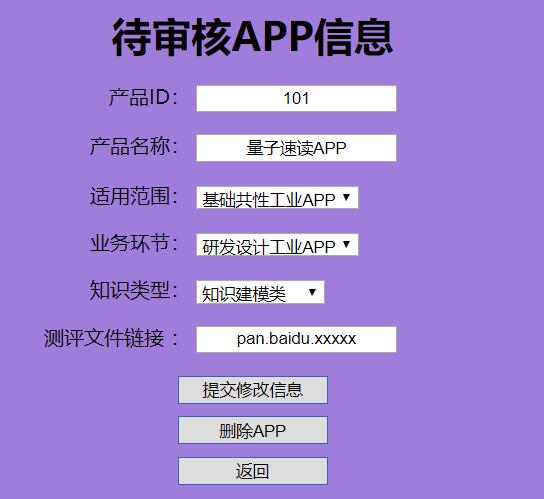 待审核APP信息
产品ID： 101
产品名称： 量子速读APP
适用范围： 基础共性工业APP
业务环节： 研发设计工业APP
知识类型： 知识建模类
测评文件链接 ： pan.baidu.xxxxx
提交修改信息
删除APP
返回